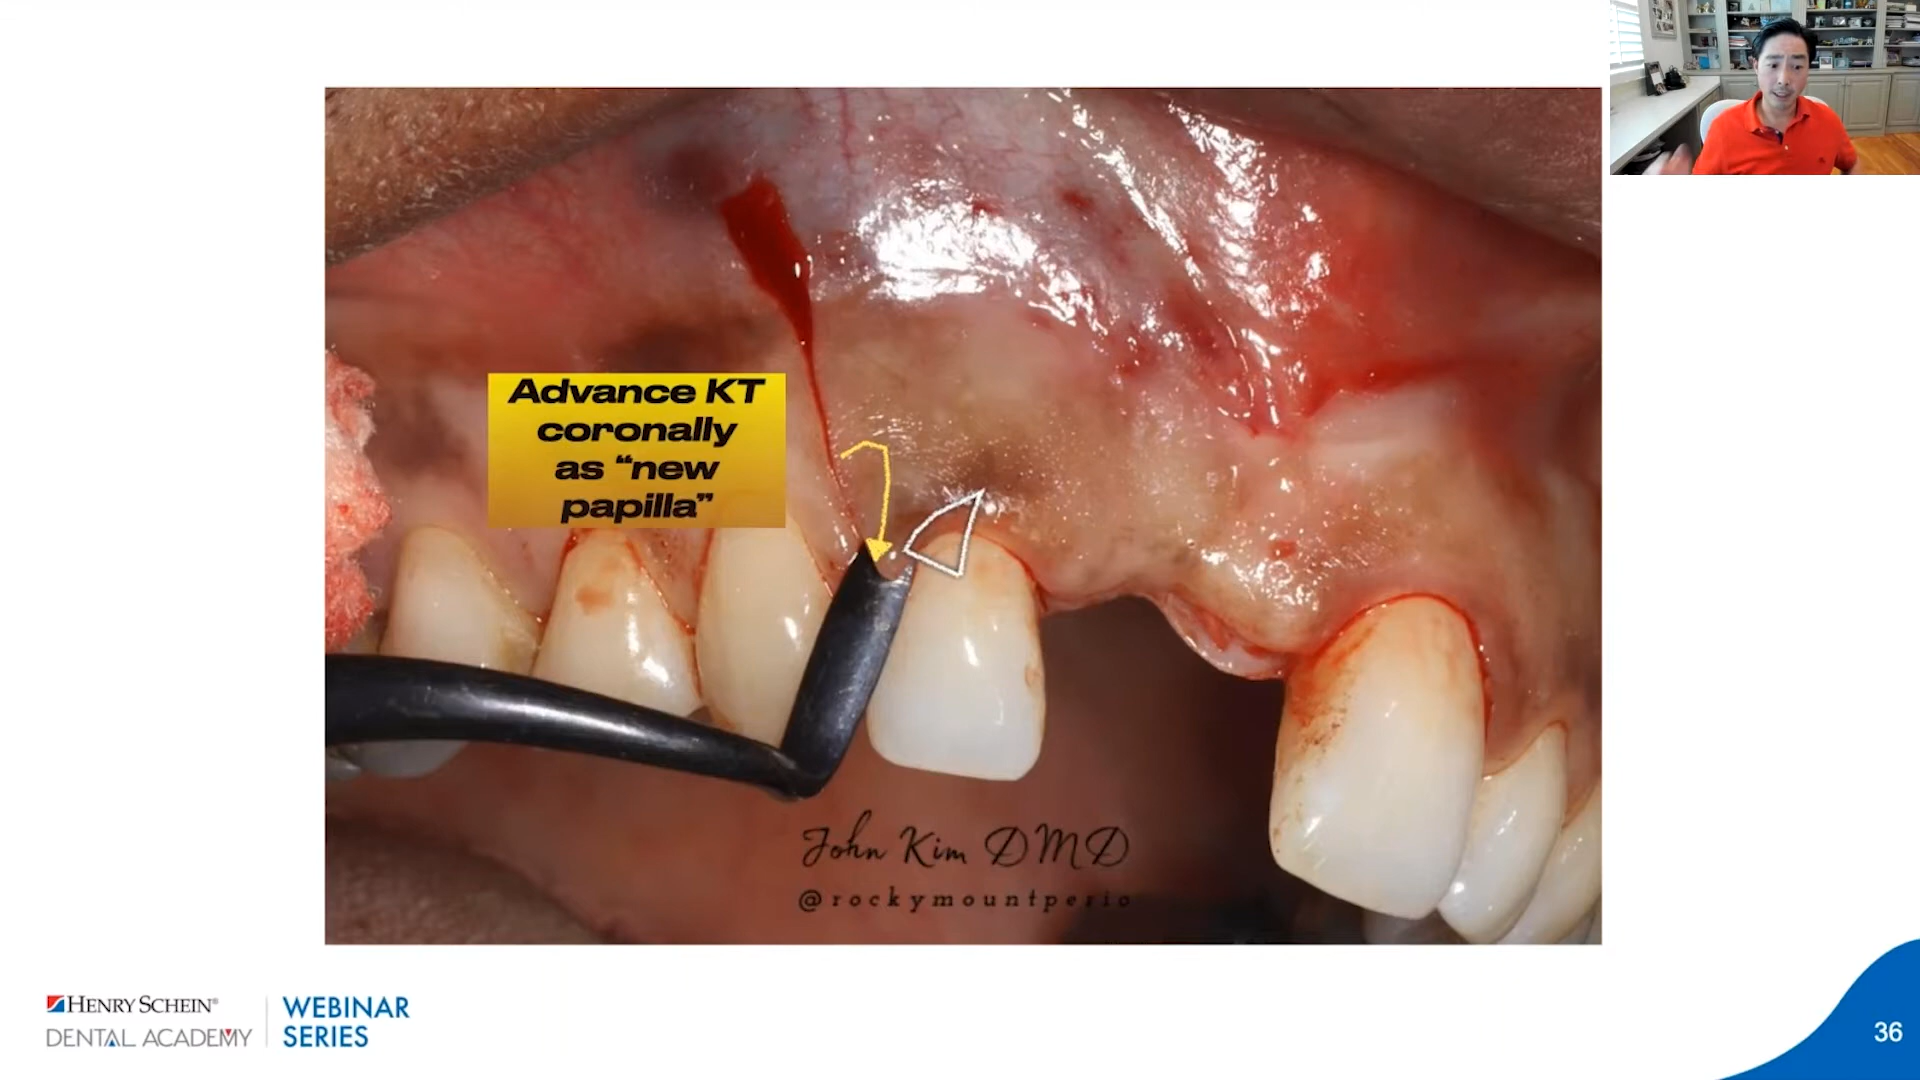 Advance KT
coronally
as “new
papilla”
John Kim DMD
@rockymountperio
HENRY SCHEIN®
DENTAL ACADEMY
WEBINAR
SERIES
36